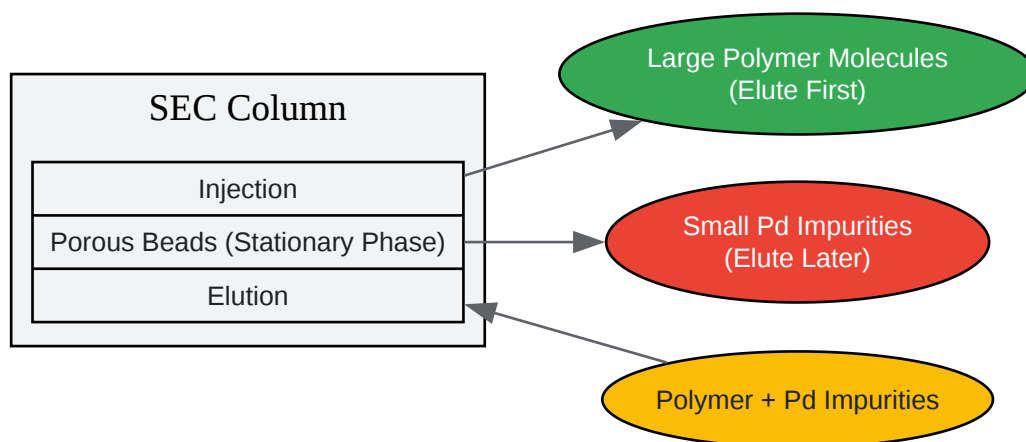 SEC Column
Injection
Porous Beads (Stationary Phase)
Elution
Large Polymer Molecules
(Elute First)
Small Pd Impurities
(Elute Later)
Polymer + Pd Impurities